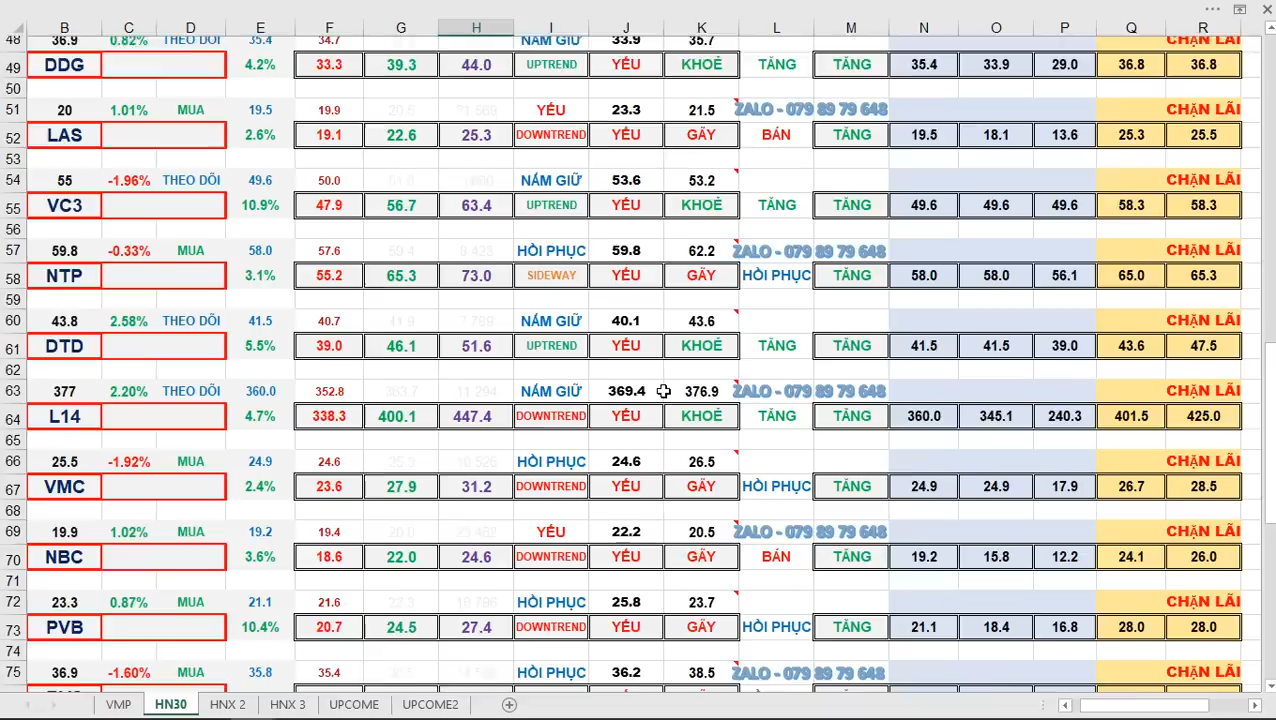 B C D E F G H I J K L M N O P Q R
48 36.9 0.82% THEO DÕI 35.4 34.7 NẮM GIỮ 33.9 35.7 CHẶN LÃI
49 DDG 4.2% 33.3 39.3 44.0 UPTREND YẾU KHOẺ TĂNG TĂNG 35.4 33.9 29.0 36.8 36.8
50
51 20 1.01% MUA 19.5 19.9 20.5 YẾU 23.3 21.5 ZALO - 079 89 79 648 CHẶN LÃI
52 LAS 2.6% 19.1 22.6 25.3 DOWNTREND YẾU GÃY BÁN TĂNG 19.5 18.1 13.6 25.3 25.5
53
54 55 -1.96% THEO DÕI 49.6 50.0 NẮM GIỮ 53.6 53.2 CHẶN LÃI
55 VC3 10.9% 47.9 56.7 63.4 UPTREND YẾU KHOẺ TĂNG TĂNG 49.6 49.6 49.6 58.3 58.3
56
57 59.8 -0.33% MUA 58.0 57.6 HỒI PHỤC 59.8 62.2 ZALO - 079 89 79 648 CHẶN LÃI
58 NTP 3.1% 55.2 65.3 73.0 SIDEWAY YẾU GÃY HỒI PHỤC TĂNG 58.0 58.0 56.1 65.0 65.3
59
60 43.8 2.58% THEO DÕI 41.5 40.7 NẮM GIỮ 40.1 43.6 CHẶN LÃI
61 DTD 5.5% 39.0 46.1 51.6 UPTREND YẾU KHOẺ TĂNG TĂNG 41.5 41.5 39.0 43.6 47.5
62
63 377 2.20% THEO DÕI 360.0 352.8 NẮM GIỮ 369.4 376.9 ZALO - 079 89 79 648 CHẶN LÃI
64 L14 4.7% 338.3 400.1 447.4 DOWNTREND YẾU KHOẺ TĂNG TĂNG 360.0 345.1 240.3 401.5 425.0
65
66 25.5 -1.92% MUA 24.9 24.6 HỒI PHỤC 24.6 26.5 CHẶN LÃI
67 VMC 2.4% 23.6 27.9 31.2 DOWNTREND YẾU GÃY HỒI PHỤC TĂNG 24.9 24.9 17.9 26.7 28.5
68
69 19.9 1.02% MUA 19.2 19.4 YẾU 22.2 20.5 ZALO - 079 89 79 648 CHẶN LÃI
70 NBC 3.6% 18.6 22.0 24.6 DOWNTREND YẾU GÃY BÁN TĂNG 19.2 15.8 12.2 24.1 26.0
71
72 23.3 0.87% MUA 21.1 21.6 HỒI PHỤC 25.8 23.7 CHẶN LÃI
73 PVB 10.4% 20.7 24.5 27.4 DOWNTREND YẾU GÃY HỒI PHỤC TĂNG 21.1 18.4 16.8 28.0 28.0
74
75 36.9 -1.60% MUA 35.8 35.4 HỒI PHỤC 36.2 38.5 ZALO - 079 89 79 648 CHẶN LÃI
VMP HN30 HNX 2 HNX 3 UPCOME UPCOME2